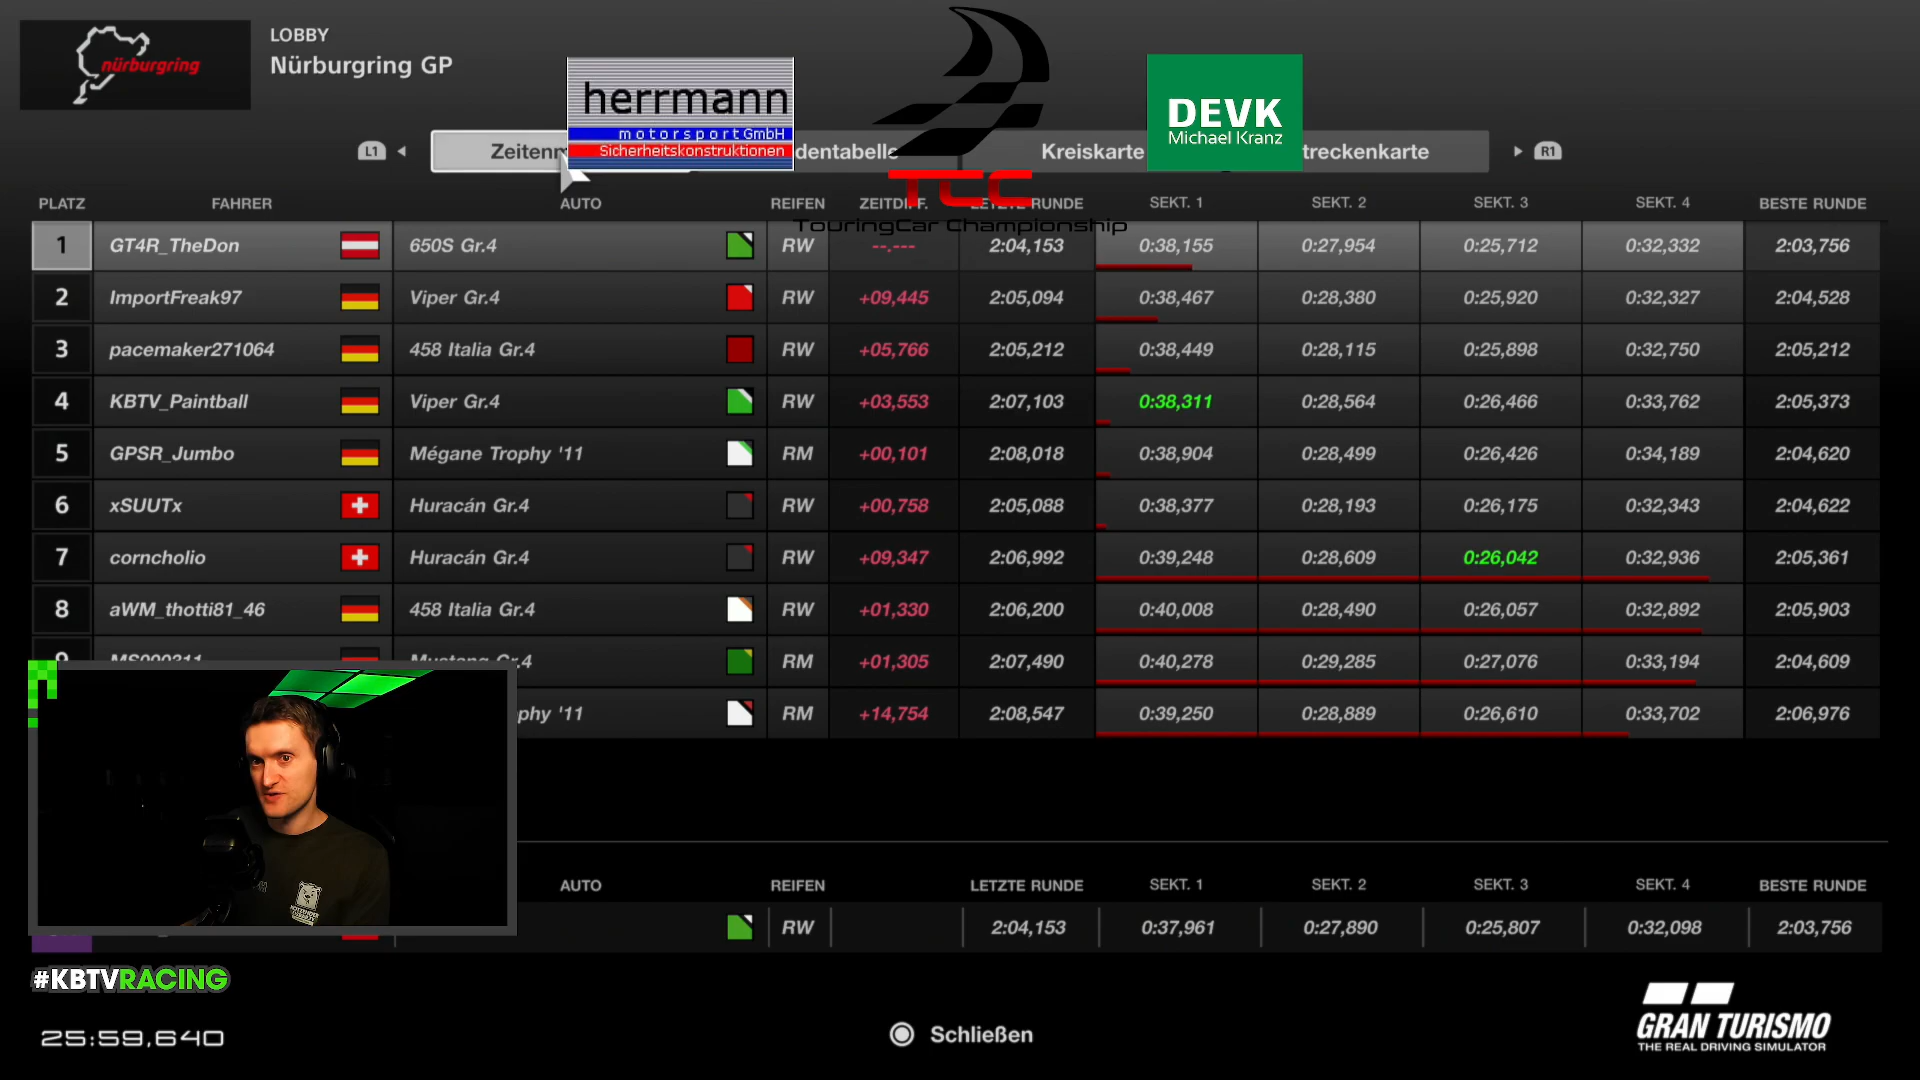 LOBBY
Nürburgring GP
nürburgring
herrmann
motorsport GmbH
Sicherheitskonstruktionen
DEVK
Michael Kranz
TCC
TouringCar Championship
L1 Zeitenm dentabelle Kreiskarte treckenkarte R1
PLATZ FAHRER AUTO REIFEN ZEITDIFF. LETZTE RUNDE SEKT. 1 SEKT. 2 SEKT. 3 SEKT. 4 BESTE RUNDE
1 GT4R_TheDon 650S Gr.4 RW --.--- 2:04,153 0:38,155 0:27,954 0:25,712 0:32,332 2:03,756
2 ImportFreak97 Viper Gr.4 RW +09,445 2:05,094 0:38,467 0:28,380 0:25,920 0:32,327 2:04,528
3 pacemaker271064 458 Italia Gr.4 RW +05,766 2:05,212 0:38,449 0:28,115 0:25,898 0:32,750 2:05,212
4 KBTV_Paintball Viper Gr.4 RW +03,553 2:07,103 0:38,311 0:28,564 0:26,466 0:33,762 2:05,373
5 GPSR_Jumbo Mégane Trophy '11 RM +00,101 2:08,018 0:38,904 0:28,499 0:26,426 0:34,189 2:04,620
6 xSUUTx Huracán Gr.4 RW +00,758 2:05,088 0:38,377 0:28,193 0:26,175 0:32,343 2:04,622
7 corncholio Huracán Gr.4 RW +09,347 2:06,992 0:39,248 0:28,609 0:26,042 0:32,936 2:05,361
8 aWM_thotti81_46 458 Italia Gr.4 RW +01,330 2:06,200 0:40,008 0:28,490 0:26,057 0:32,892 2:05,903
9 Mustang Gr.4 RM +01,305 2:07,490 0:40,278 0:29,285 0:27,076 0:33,194 2:04,609
phy '11 RM +14,754 2:08,547 0:39,250 0:28,889 0:26,610 0:33,702 2:06,976
AUTO REIFEN LETZTE RUNDE SEKT. 1 SEKT. 2 SEKT. 3 SEKT. 4 BESTE RUNDE
RW 2:04,153 0:37,961 0:27,890 0:25,807 0:32,098 2:03,756
#KBTVRACING
25:59,640
Schließen
GRAN TURISMO
THE REAL DRIVING SIMULATOR